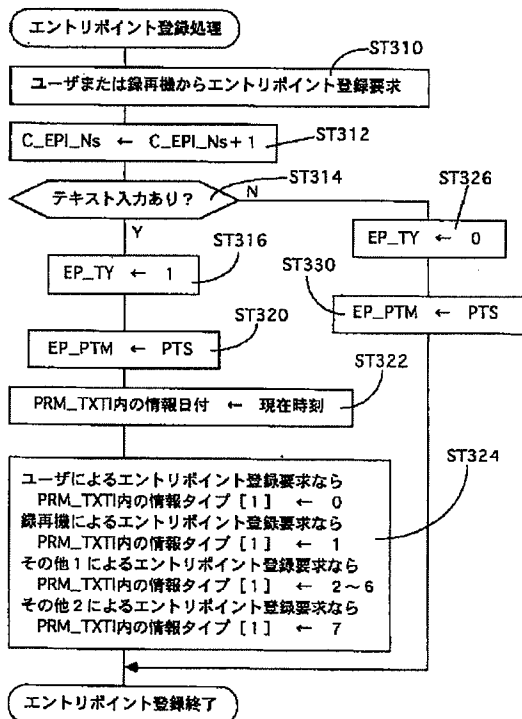 エントリポイント登録処理
ST310
ユーザまたは録再機からエントリポイント登録要求
C_EPI_Ns ← C_EPI_Ns+1
ST312
テキスト入力あり?
ST314
N
Y
ST326
EP_TY ← 0
ST316
EP_TY ← 1
ST330
EP_PTM ← PTS
ST320
EP_PTM ← PTS
ST322
PRM_TXTI内の情報日付 ← 現在時刻
ST324
ユーザによるエントリポイント登録要求なら
PRM_TXTI内の情報タイプ [1] ← 0
録再機によるエントリポイント登録要求なら
PRM_TXTI内の情報タイプ [1] ← 1
その他1によるエントリポイント登録要求なら
PRM_TXTI内の情報タイプ [1] ← 2~6
その他2によるエントリポイント登録要求なら
PRM_TXTI内の情報タイプ [1] ← 7
エントリポイント登録終了